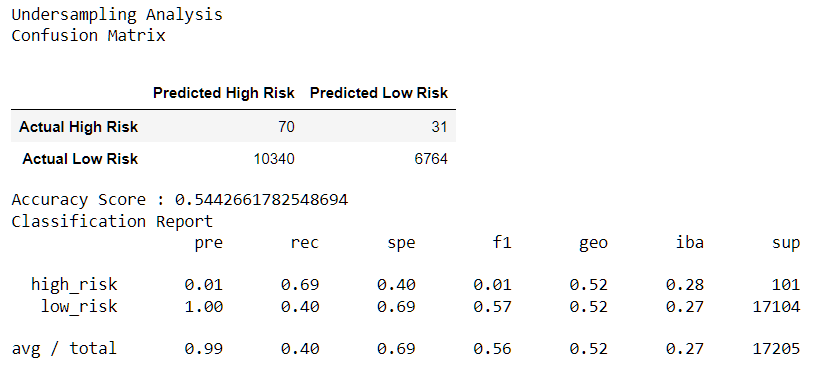 Undersampling Analysis
Confusion Matrix
Predicted High Risk Predicted Low Risk
Actual High Risk 70 31
Actual Low Risk 10340 6764
Accuracy Score : 0.5442661782548694
Classification Report
pre rec spe f1 geo iba sup
high_risk 0.01 0.69 0.40 0.01 0.52 0.28 101
low_risk 1.00 0.40 0.69 0.57 0.52 0.27 17104
avg / total 0.99 0.40 0.69 0.56 0.52 0.27 17205